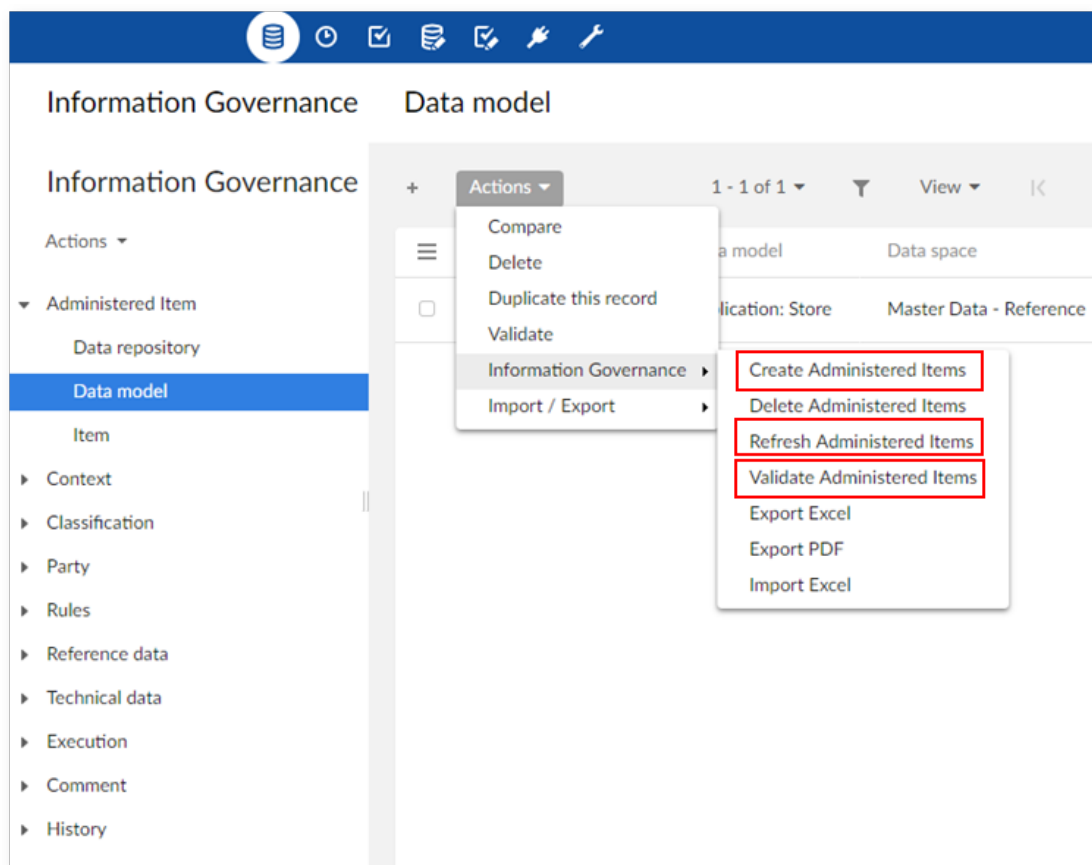 Information Governance
Data model
Information Governance
Actions
Administered Item
Data repository
Data model
Item
Context
Classification
Party
Rules
Reference data
Technical data
Execution
Comment
History
+ Actions 1 - 1 of 1 View
Compare
Delete
Duplicate this record
Validate
Information Governance
Import / Export
a model Data space
lication: Store Master Data - Reference
Create Administered Items
Delete Administered Items
Refresh Administered Items
Validate Administered Items
Export Excel
Export PDF
Import Excel